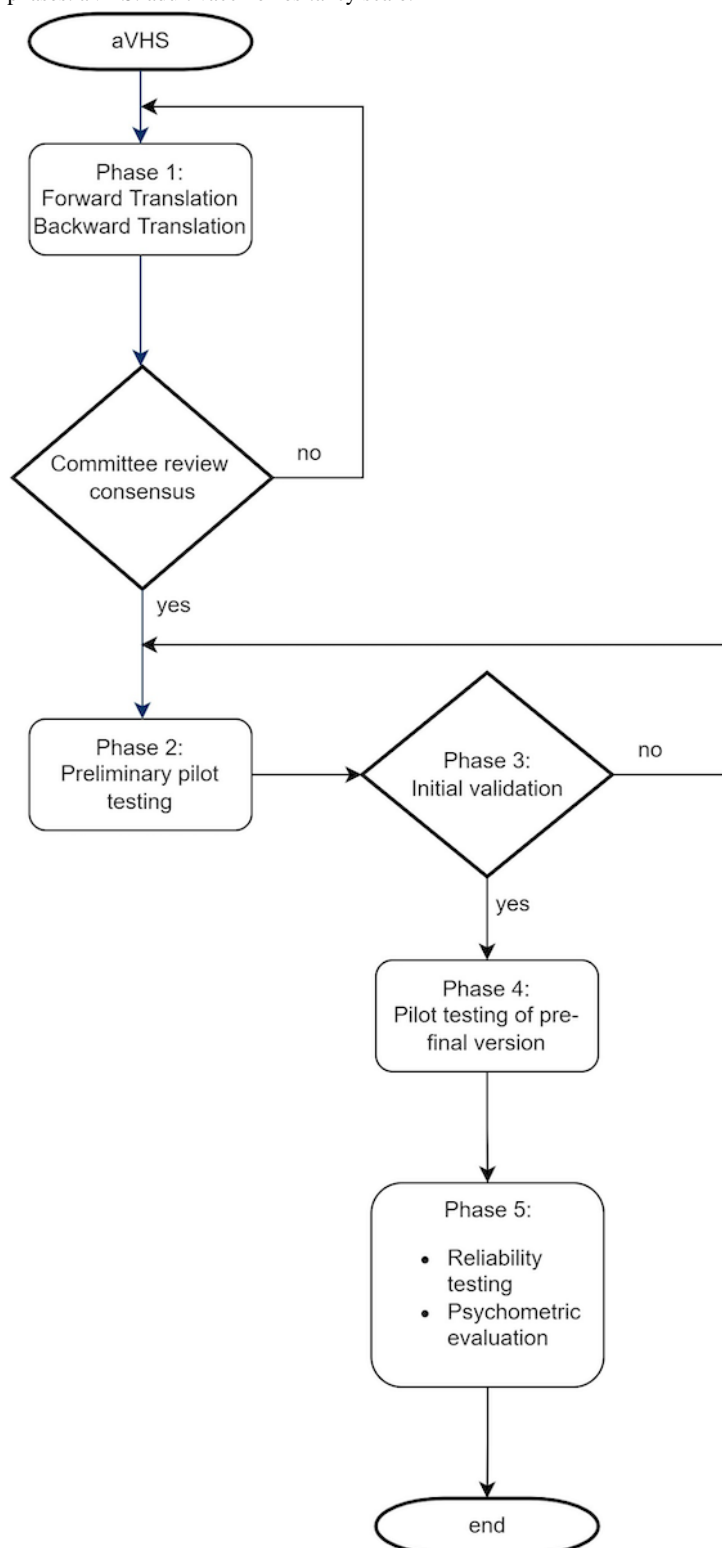 aVHS
Phase 1:
Forward Translation
Backward Translation
Committee review
consensus
no
yes
Phase 2:
Preliminary pilot
testing
Phase 3:
Initial validation
no
yes
Phase 4:
Pilot testing of pre-
final version
Phase 5:
• Reliability
testing
• Psychometric
evaluation
end